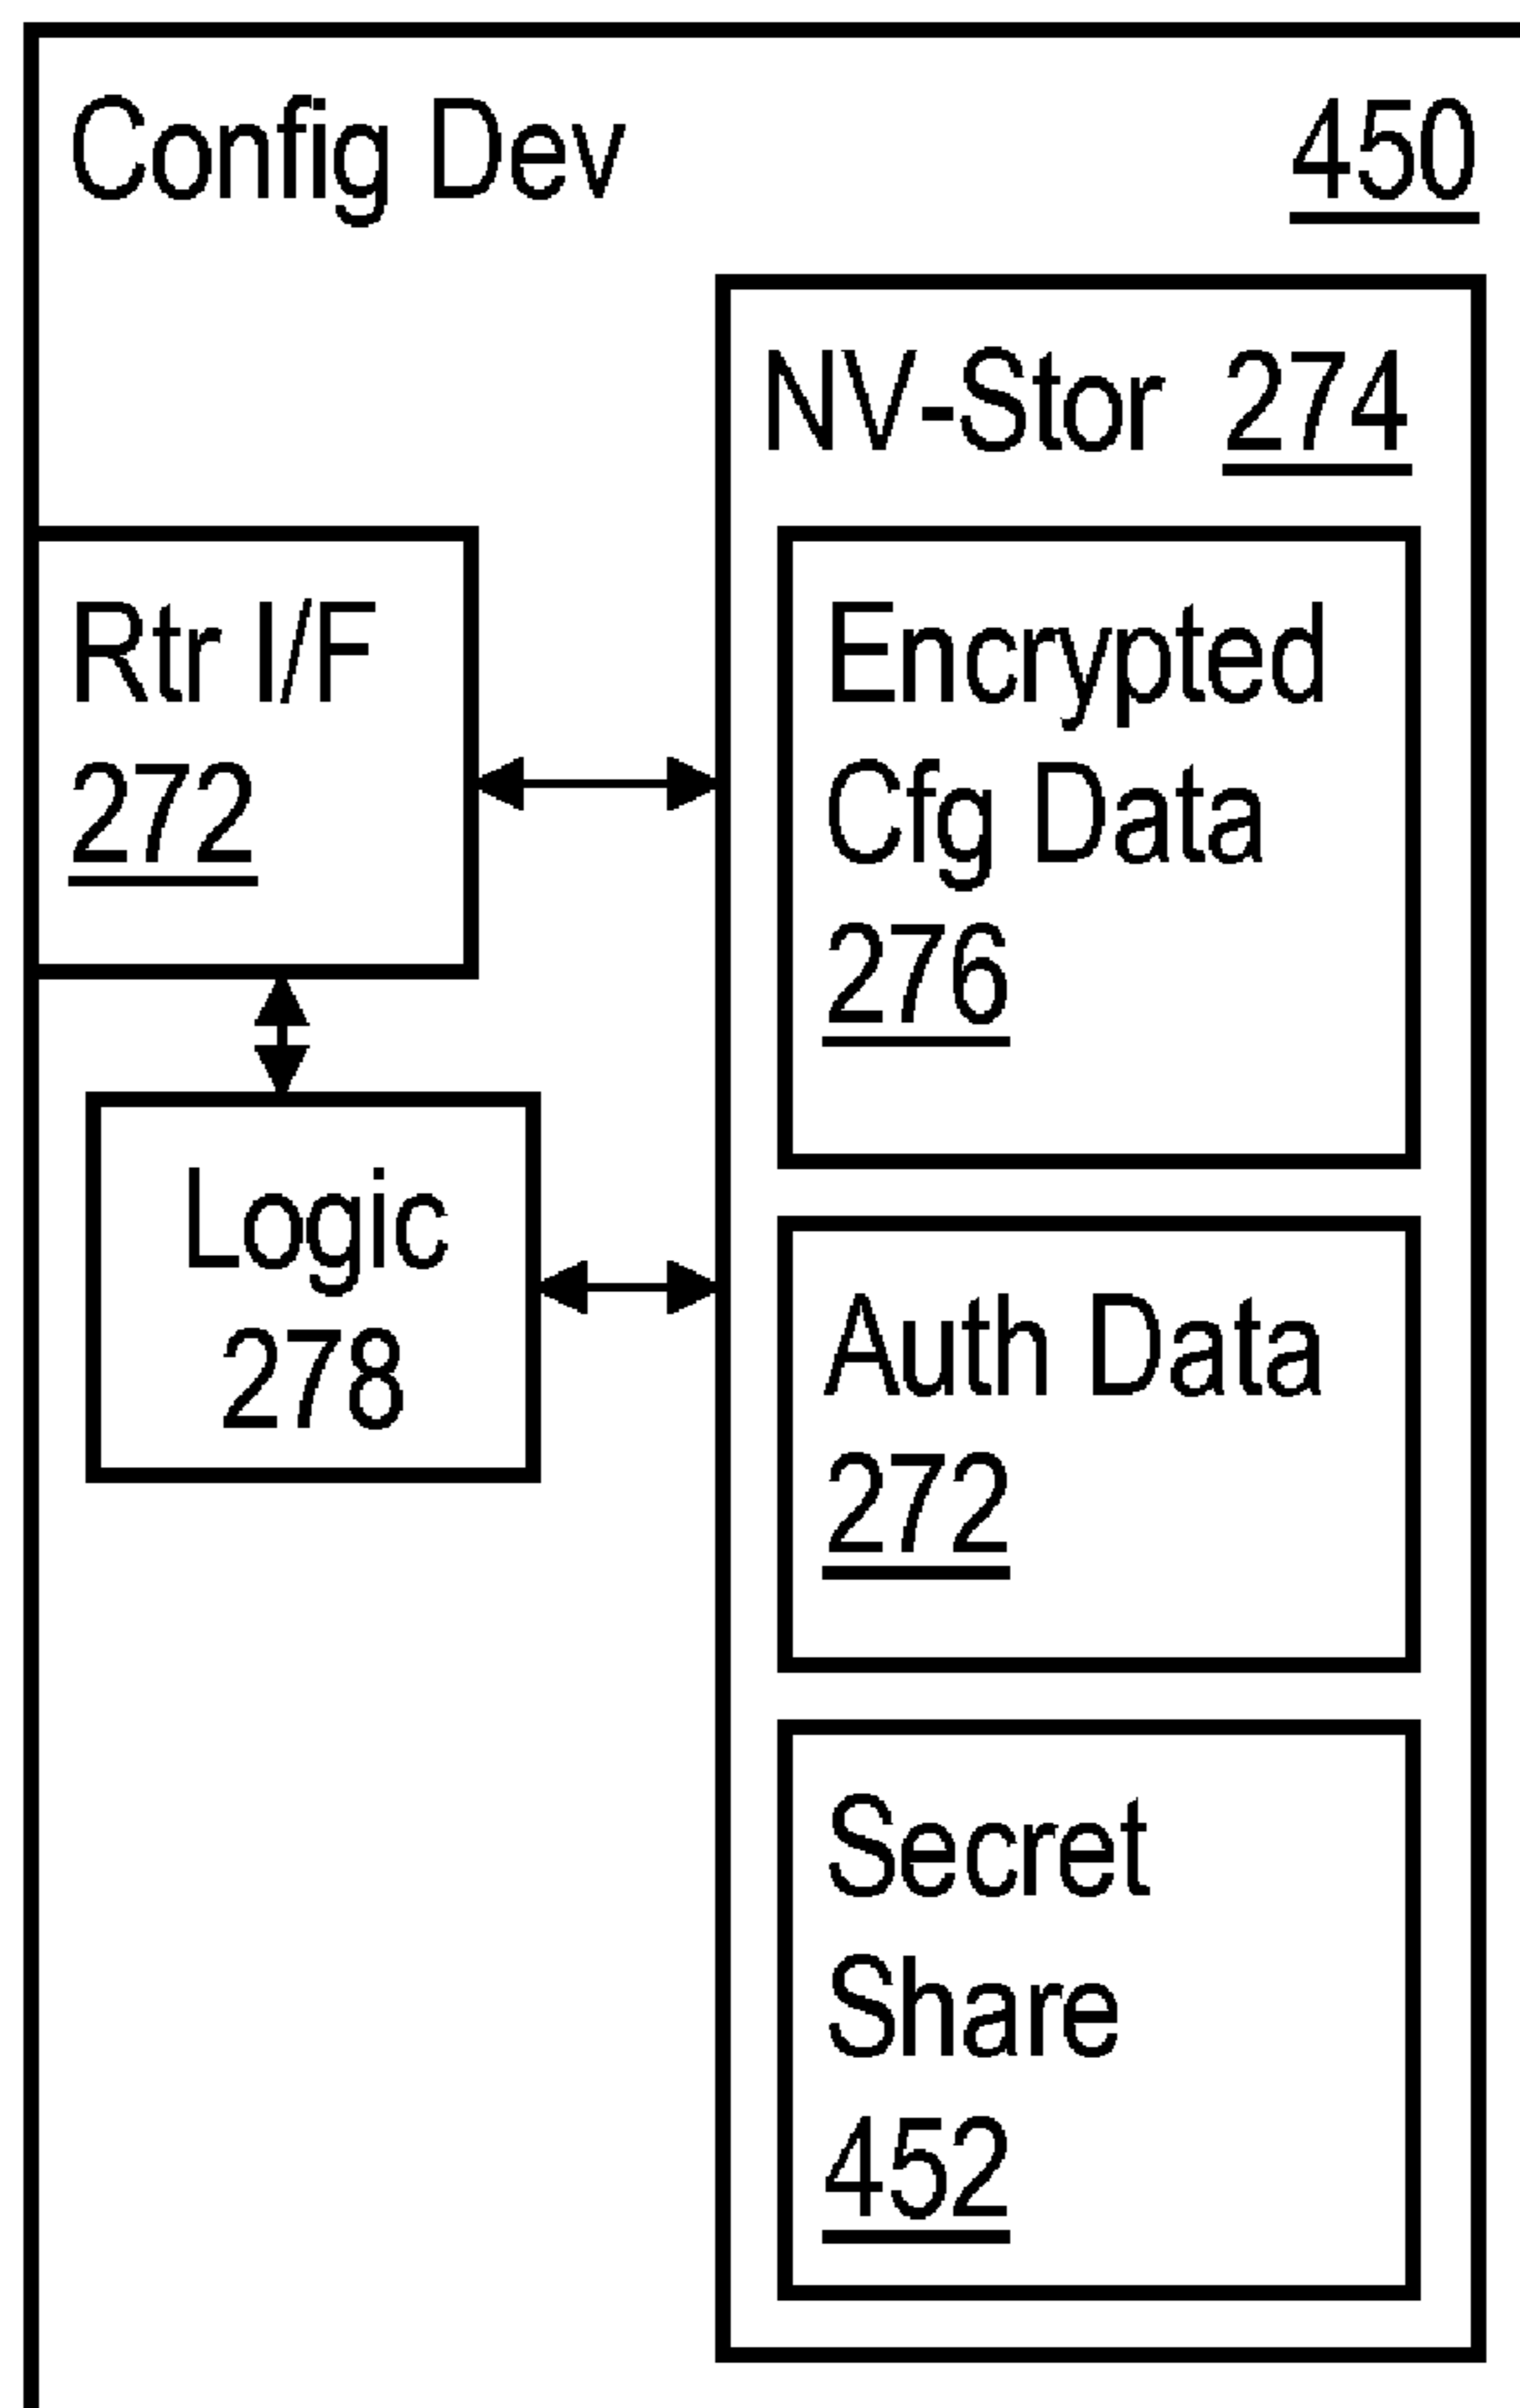 Config Dev 450
NV-Stor 274
Rtr I/F
272
Encrypted
Cfg Data
276
Logic
278
Auth Data
272
Secret
Share
452